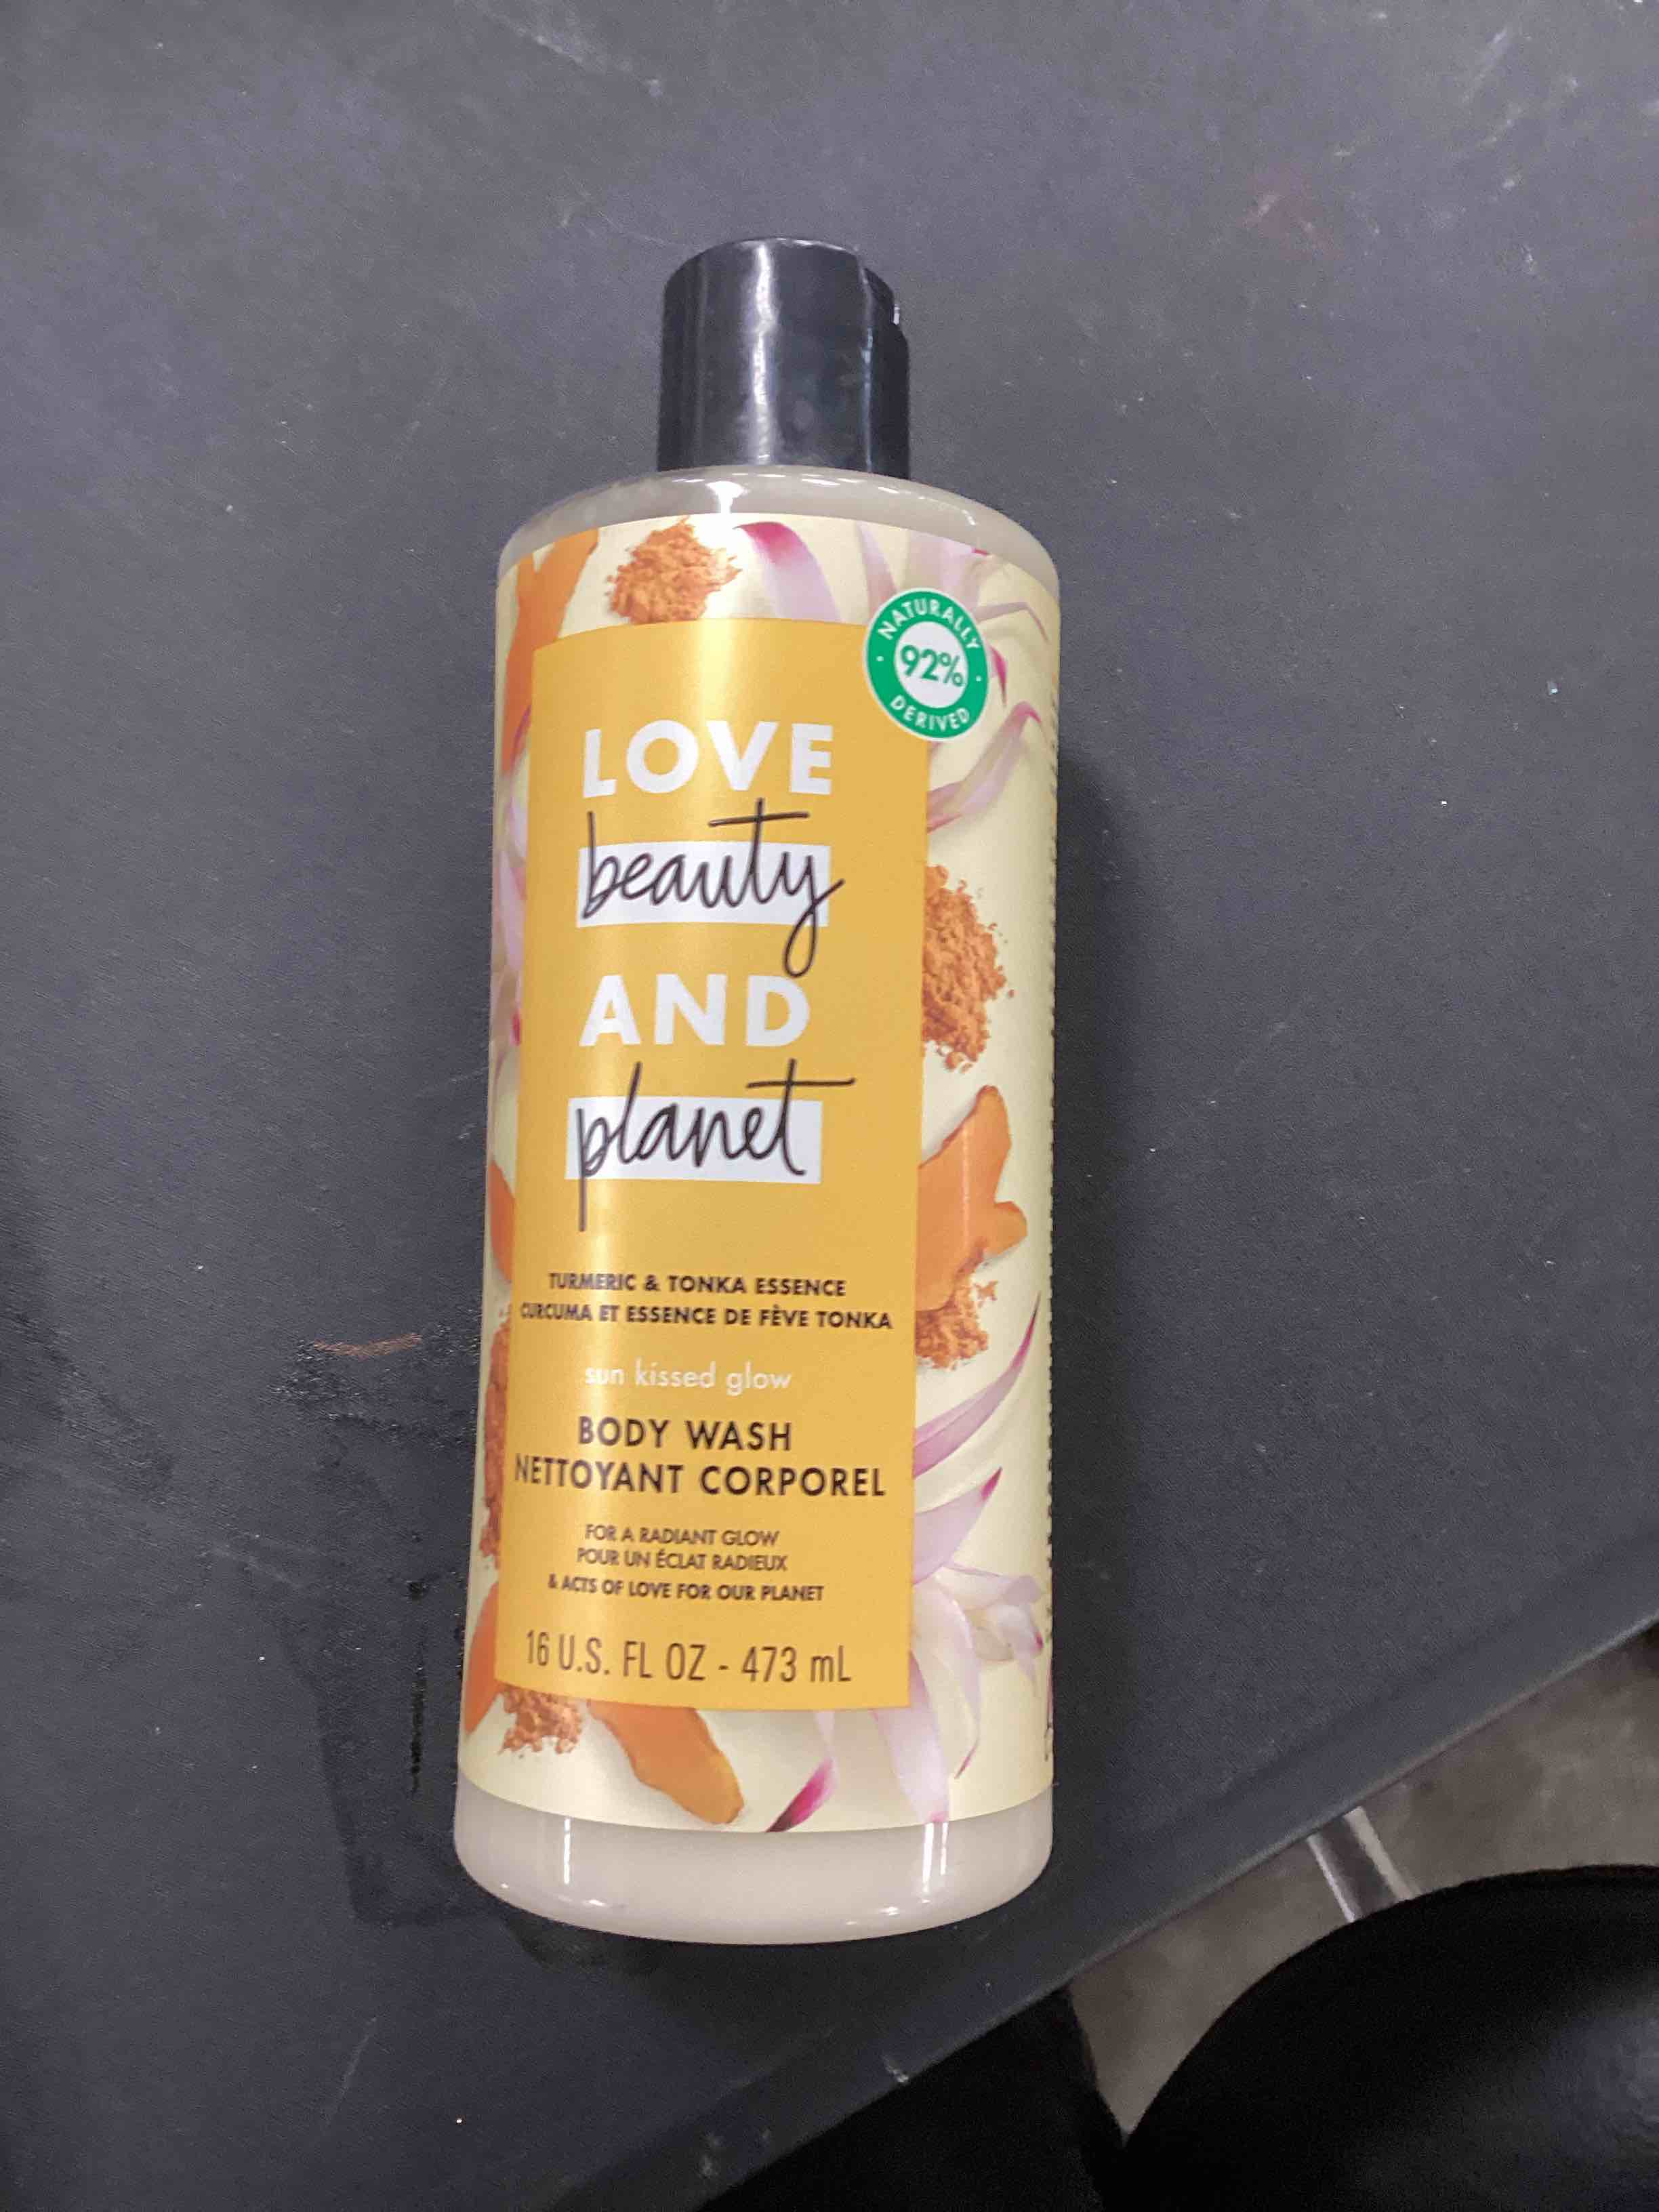 NATURALLY
92%
DERIVED
LOVE
beauty
AND
planet
TURMERIC & TONKA ESSENCE
CURCUMA ET ESSENCE DE FÈVE TONKA
sun kissed glow
BODY WASH
NETTOYANT CORPOREL
FOR A RADIANT GLOW
POUR UN ÉCLAT RADIEUX
& ACTS OF LOVE FOR OUR PLANET
16 U.S. FL OZ - 473 mL